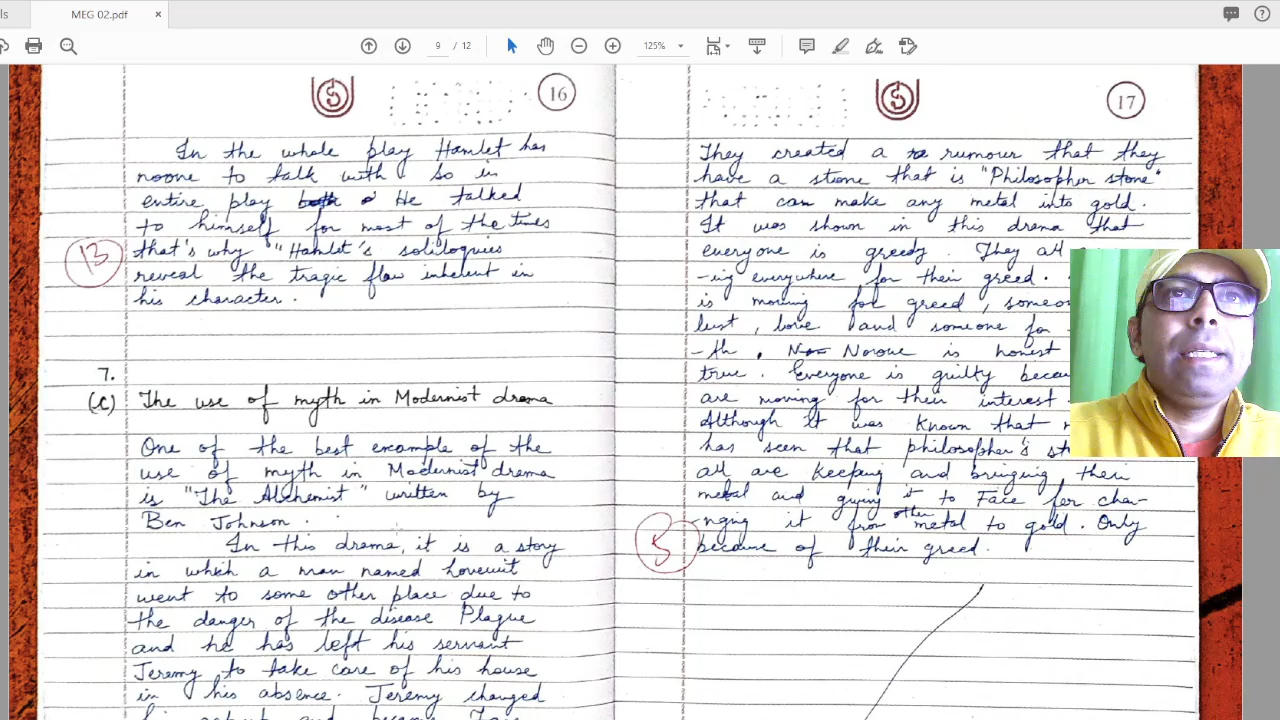 ls
MEG 02.pdf
×
9 / 12
125%
16
In the whole play Hamlet has
noone to talk with. So in
entire play He talked
to himself for most of the times
that's why "Hamlet's soliloquies
13
reveal the tragic flaw inhelent in
his character.
7.
(c) The use of myth in Modernist drama
One of the best example of the
use of myth in Modernist drama
is "The Alchemist" written by
Ben Johnson.
In this drama, it is a story
in which a man named Lovewit
went to some other place due to
the danger of the disease Plague
and he has left his servant
Jeremy to take care of his house
in his absence. Jeremy changed
and became Face
17
They created a rumour that they
have a stone that is "Philosopher stone"
that can make any metal into gold.
It was shown in this drama that
everyone is greedy. They all
-ing everywhere for their greed.
is moving for greed, someo
lust, love and someone for
-th. Noone is honest
true. Everyone is guilty becau
are moving for their interest
Although it was known that
has seen that philosopher's st
all are keeping and bringing their
metal and giving it to Face for cha-
-nging it from other metal to gold. Only
5
because of their greed.